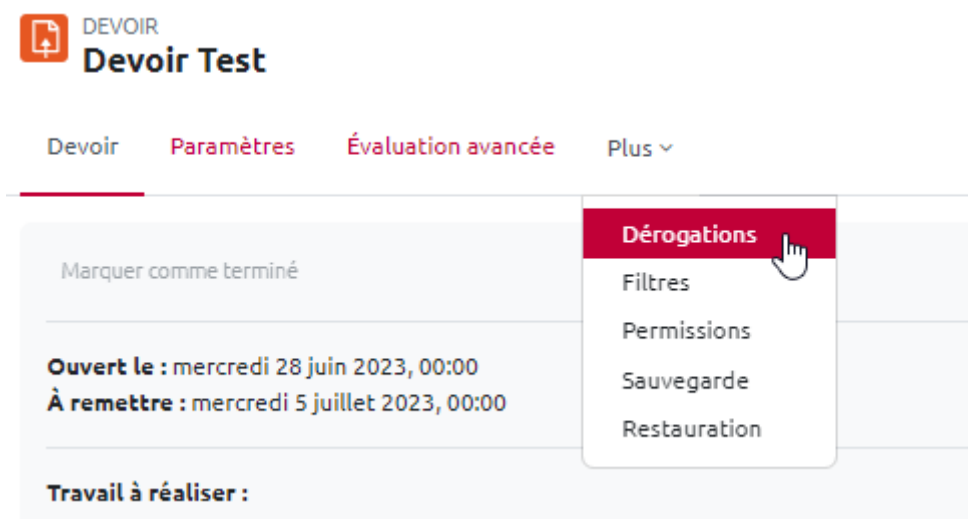 DEVOIR
Devoir Test
Devoir Paramètres Évaluation avancée Plus
Dérogations
Filtres
Permissions
Sauvegarde
Restauration
Marquer comme terminé
Ouvert le : mercredi 28 juin 2023, 00:00
À remettre : mercredi 5 juillet 2023, 00:00
Travail à réaliser :